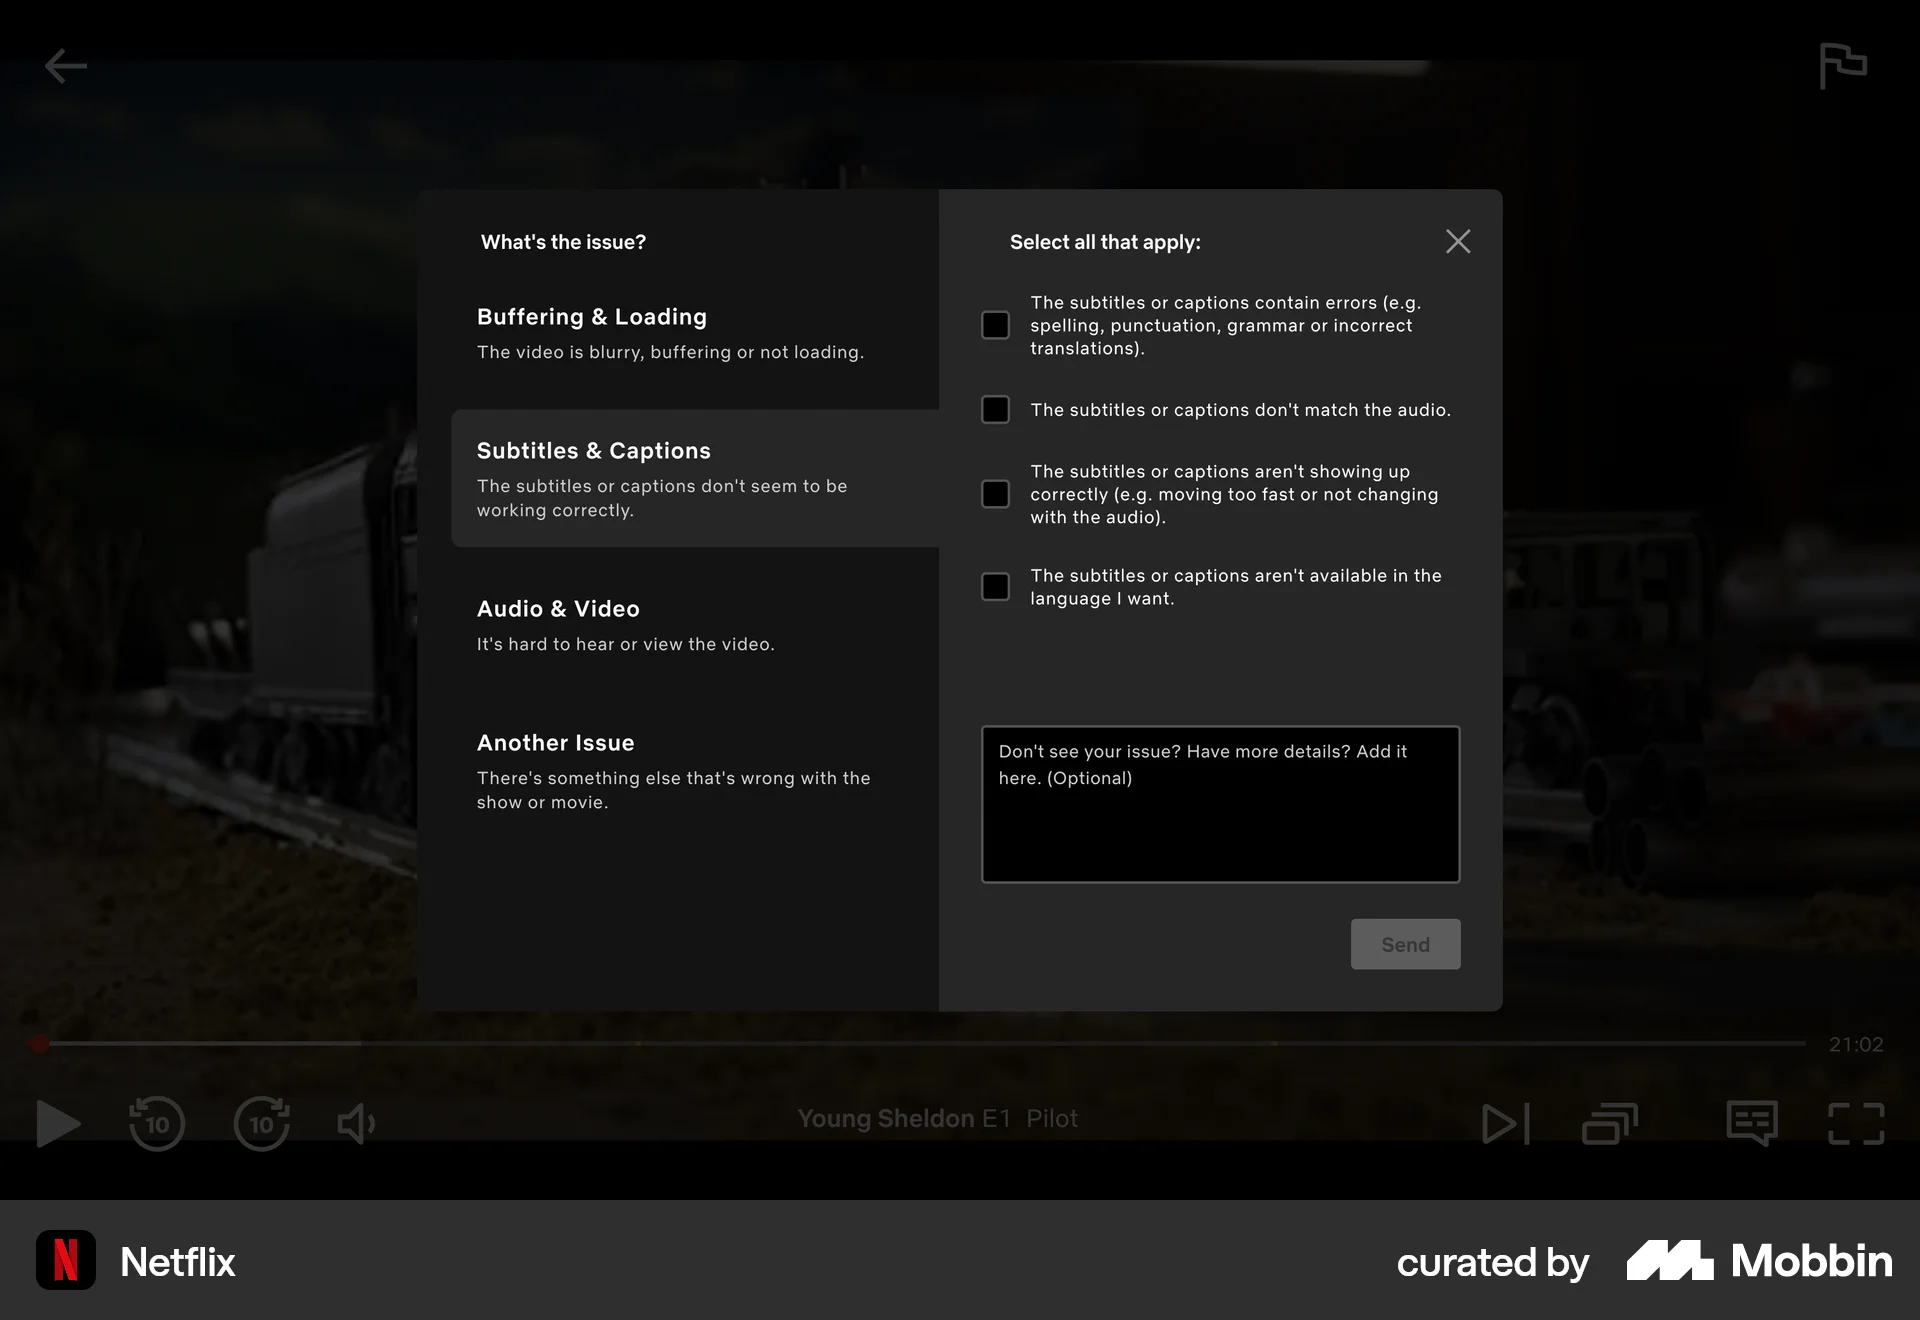 What's the issue?
Buffering & Loading
The video is blurry, buffering or not loading.
Subtitles & Captions
The subtitles or captions don't seem to be
working correctly.
Audio & Video
It's hard to hear or view the video.
Another Issue
There's something else that's wrong with the
show or movie.
Select all that apply:
The subtitles or captions contain errors (e.g.
spelling, punctuation, grammar or incorrect
translations).
The subtitles or captions don't match the audio.
The subtitles or captions aren't showing up
correctly (e.g. moving too fast or not changing
with the audio).
The subtitles or captions aren't available in the
language I want.
Don't see your issue? Have more details? Add it
here. (Optional)
Send
21:02
10
10
Young Sheldon E1 Pilot
N
Netflix
curated by
Mobbin